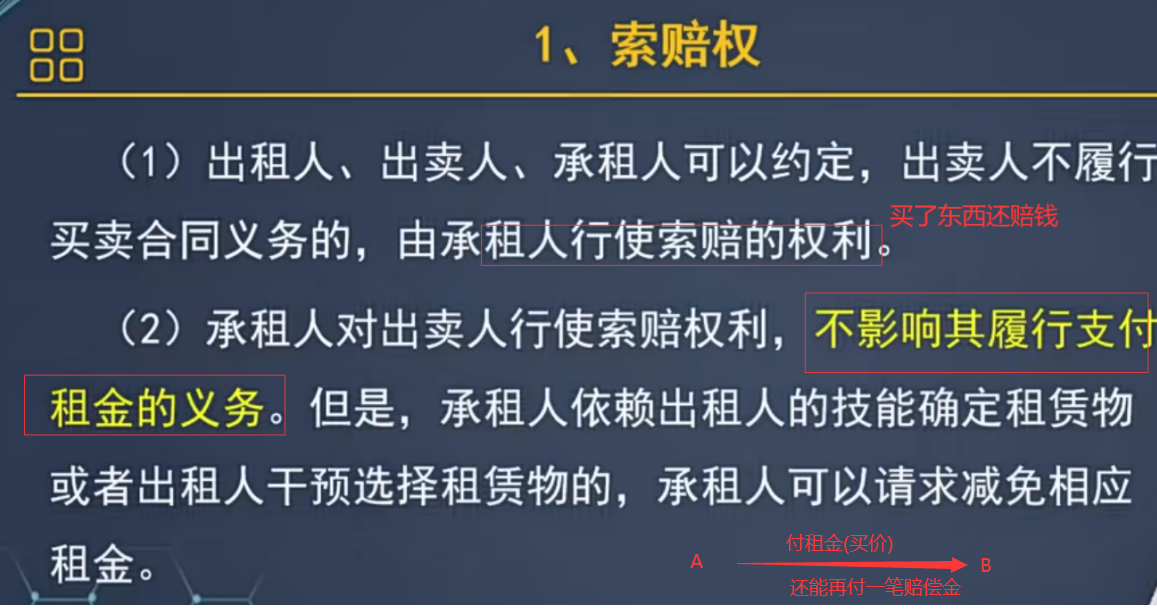 1、索赔权
（1）出租人、出卖人、承租人可以约定，出卖人不履行
买卖合同义务的，由承租人行使索赔的权利。
买了东西还赔钱
（2）承租人对出卖人行使索赔权利，不影响其履行支付
租金的义务。但是，承租人依赖出租人的技能确定租赁物
或者出租人干预选择租赁物的，承租人可以请求减免相应
租金。
付租金(买价)
A B
还能再付一笔赔偿金